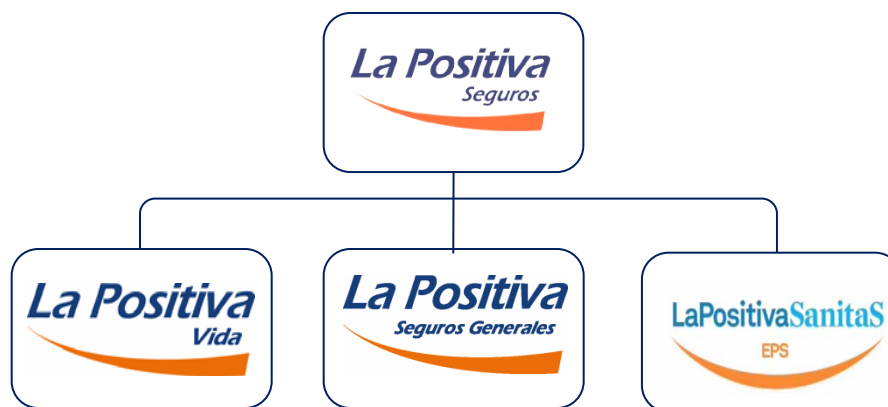 La Positiva
Seguros
La Positiva
Vida
La Positiva
Seguros Generales
LaPositivaSanitaS
EPS